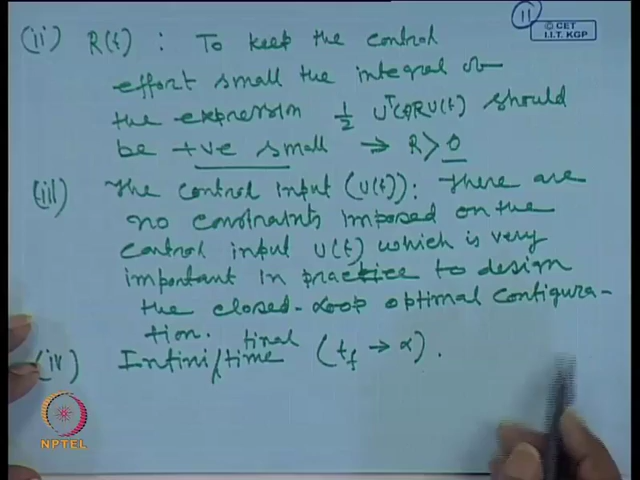 11
© CET
I.I.T. KGP
(ii) R(t) : To keep the control
effort small the integral of
the expression 1/2 Uᵀ(t)RU(t) should
be +ve small → R > 0
(iii) The control input (U(t)): There are
no constraints imposed on the
control input U(t) which is very
important in practice to design
the closed-loop optimal configura-
tion.
(iv) Infini/time final (t_f → α).
NPTEL